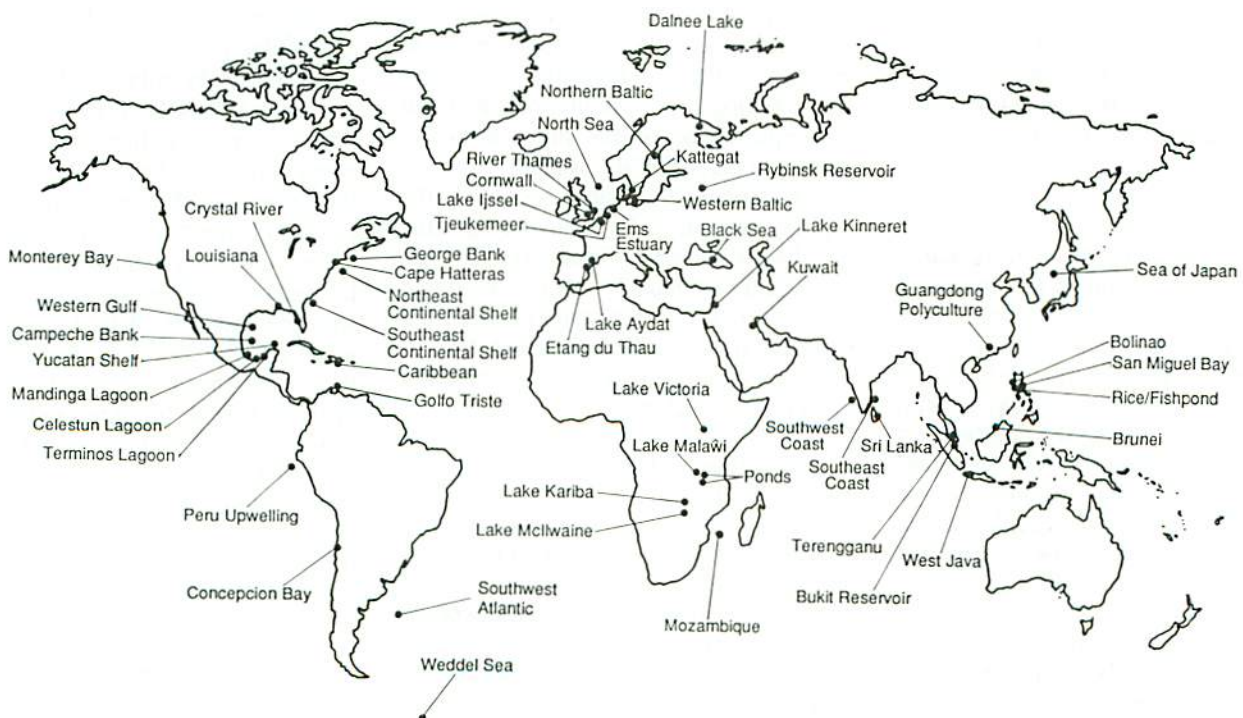 Dalnee Lake
Northern Baltic
North Sea
Kattegat
River Thames
Cornwall
Rybinsk Reservoir
Lake Ijssel
Western Baltic
Tjeukemeer
Ems
Estuary
Black Sea
Lake Kinneret
Crystal River
Louisiana
Monterey Bay
George Bank
Cape Hatteras
Northeast
Continental Shelf
Kuwait
Sea of Japan
Guangdong
Polyculture
Western Gulf
Campeche Bank
Yucatan Shelf
Southeast
Continental Shelf
Lake Aydat
Etang du Thau
Caribbean
Bolinao
San Miguel Bay
Rice/Fishpond
Mandinga Lagoon
Golfo Triste
Lake Victoria
Celestun Lagoon
Terminos Lagoon
Southwest
Coast
Sri Lanka
Brunei
Lake Malaŵi
Southeast
Coast
Ponds
Lake Kariba
Peru Upwelling
Lake McIlwaine
Terengganu
West Java
Concepcion Bay
Southwest
Atlantic
Bukit Reservoir
Mozambique
Weddel Sea